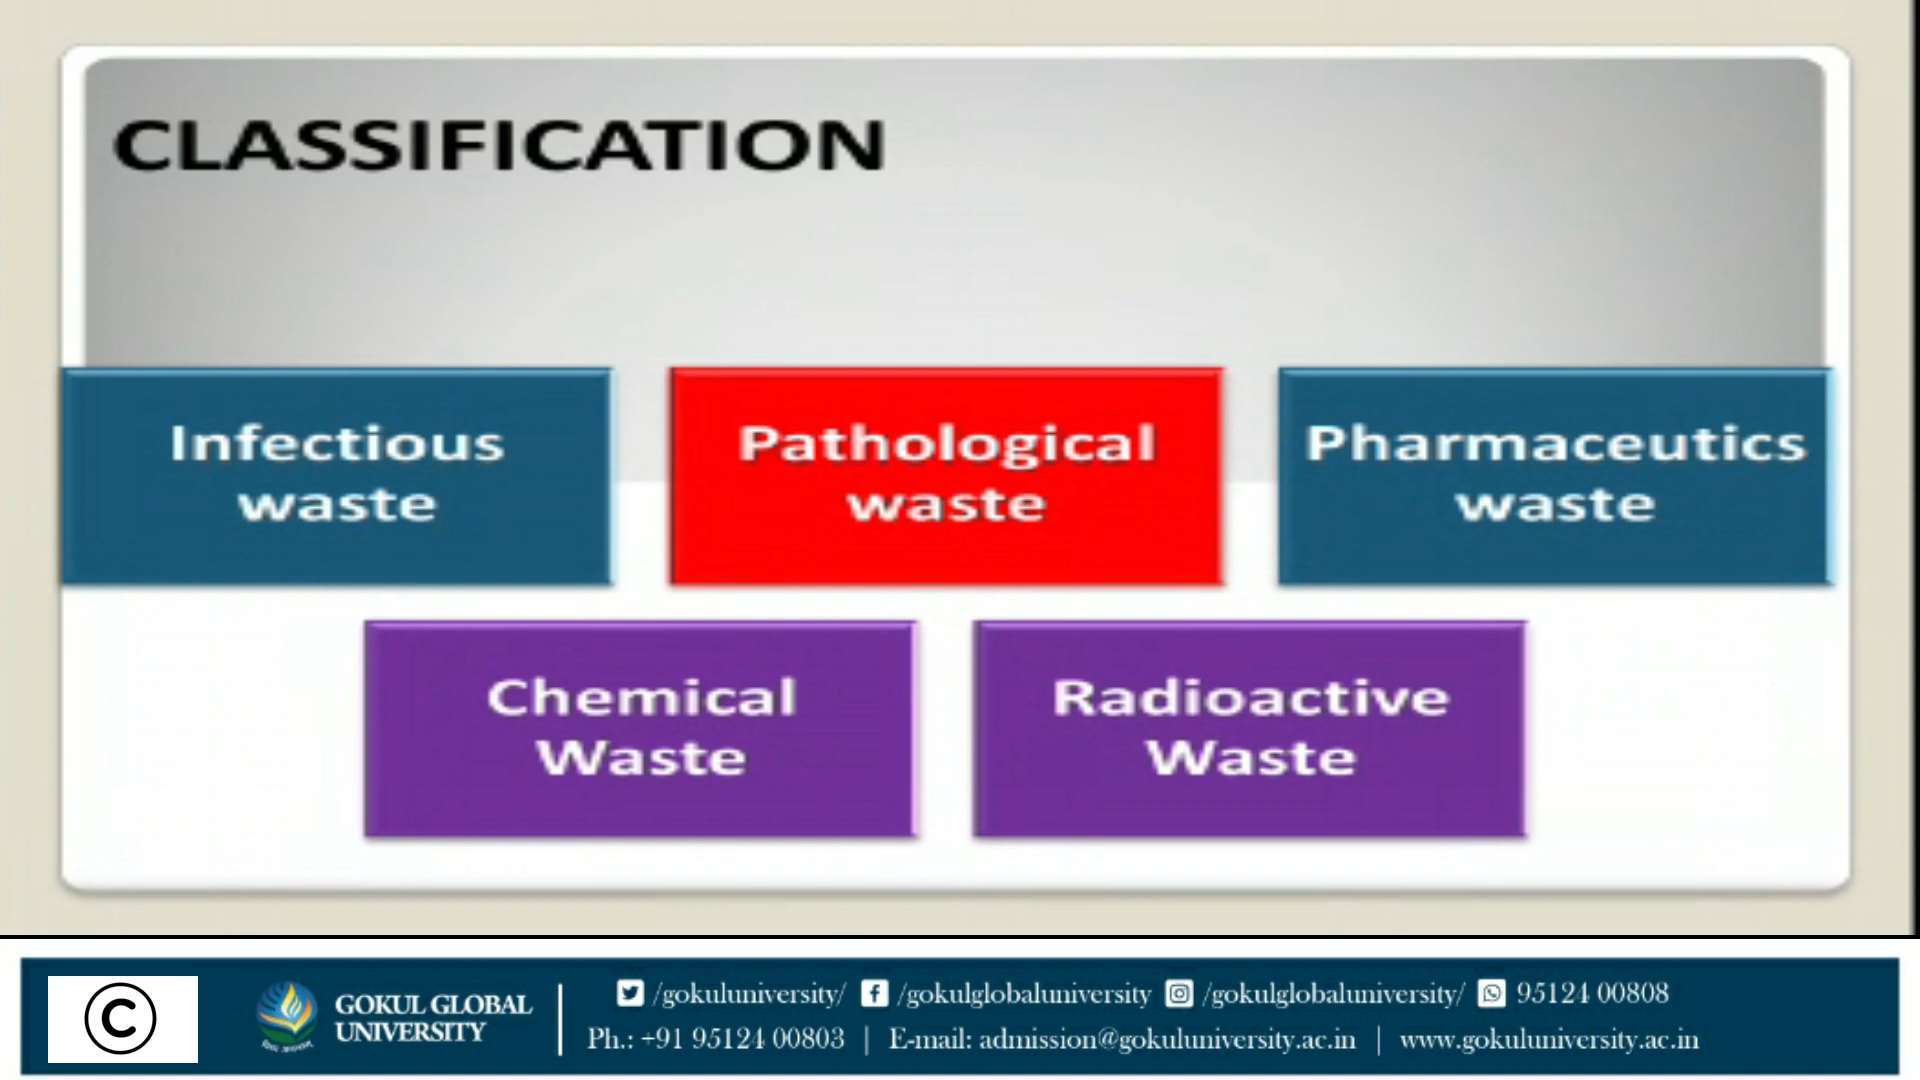 CLASSIFICATION
Infectious
waste
Pathological
waste
Pharmaceutics
waste
Chemical
Waste
Radioactive
Waste
©
GOKUL GLOBAL
UNIVERSITY
/gokuluniversity/ /gokulglobaluniversity /gokulglobaluniversity/ 95124 00808
Ph.: +91 95124 00803 | E-mail: admission@gokuluniversity.ac.in | www.gokuluniversity.ac.in